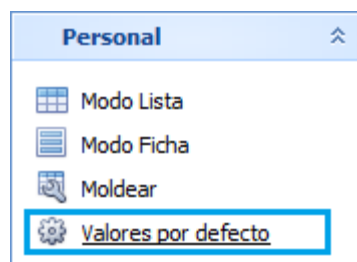 Personal
Modo Lista
Modo Ficha
Moldear
Valores por defecto